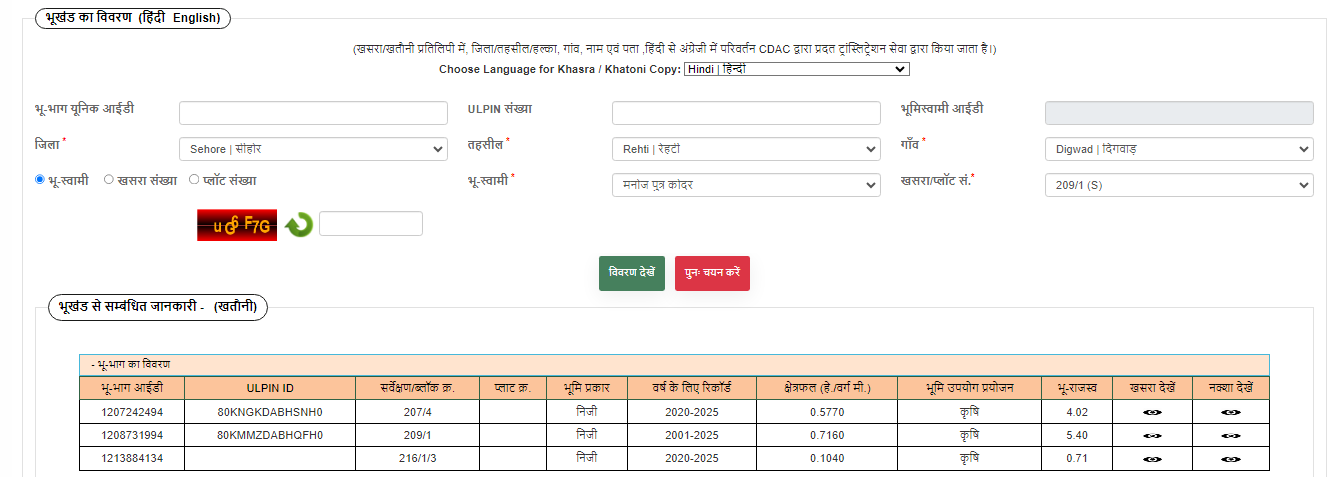 भूखंड का विवरण (हिंदी English)
(खसरा/खतौनी प्रतिलिपी में, जिला/तहसील/हल्का, गांव, नाम एवं पता ,हिंदी से अंग्रेजी में परिवर्तन CDAC द्वारा प्रदत ट्रांस्लिट्रेशन सेवा द्वारा किया जाता है।)
Choose Language for Khasra / Khatoni Copy: Hindi | हिन्दी
भू-भाग यूनिक आईडी ULPIN संख्या भूमिस्वामी आईडी
जिला * Sehore | सीहोर तहसील * Rehti | रेहटी गाँव * Digwad | दिगवाड़
भू-स्वामी खसरा संख्या प्लॉट संख्या भू-स्वामी * मनोज पुत्र कोदर खसरा/प्लॉट सं.* 209/1 (S)
विवरण देखें पुनः चयन करें
भूखंड से सम्बंधित जानकारी - (खतौनी)
- भू-भाग का विवरण
भू-भाग आईडी ULPIN ID सर्वेक्षण/ब्लॉक क्र. प्लाट क्र. भूमि प्रकार वर्ष के लिए रिकॉर्ड क्षेत्रफल (हे./वर्ग मी.) भूमि उपयोग प्रयोजन भू-राजस्व खसरा देखें नक्शा देखें
1207242494 80KNGKDABHSNH0 207/4 निजी 2020-2025 0.5770 कृषि 4.02
1208731994 80KMMZDABHQFH0 209/1 निजी 2001-2025 0.7160 कृषि 5.40
1213884134 216/1/3 निजी 2020-2025 0.1040 कृषि 0.71